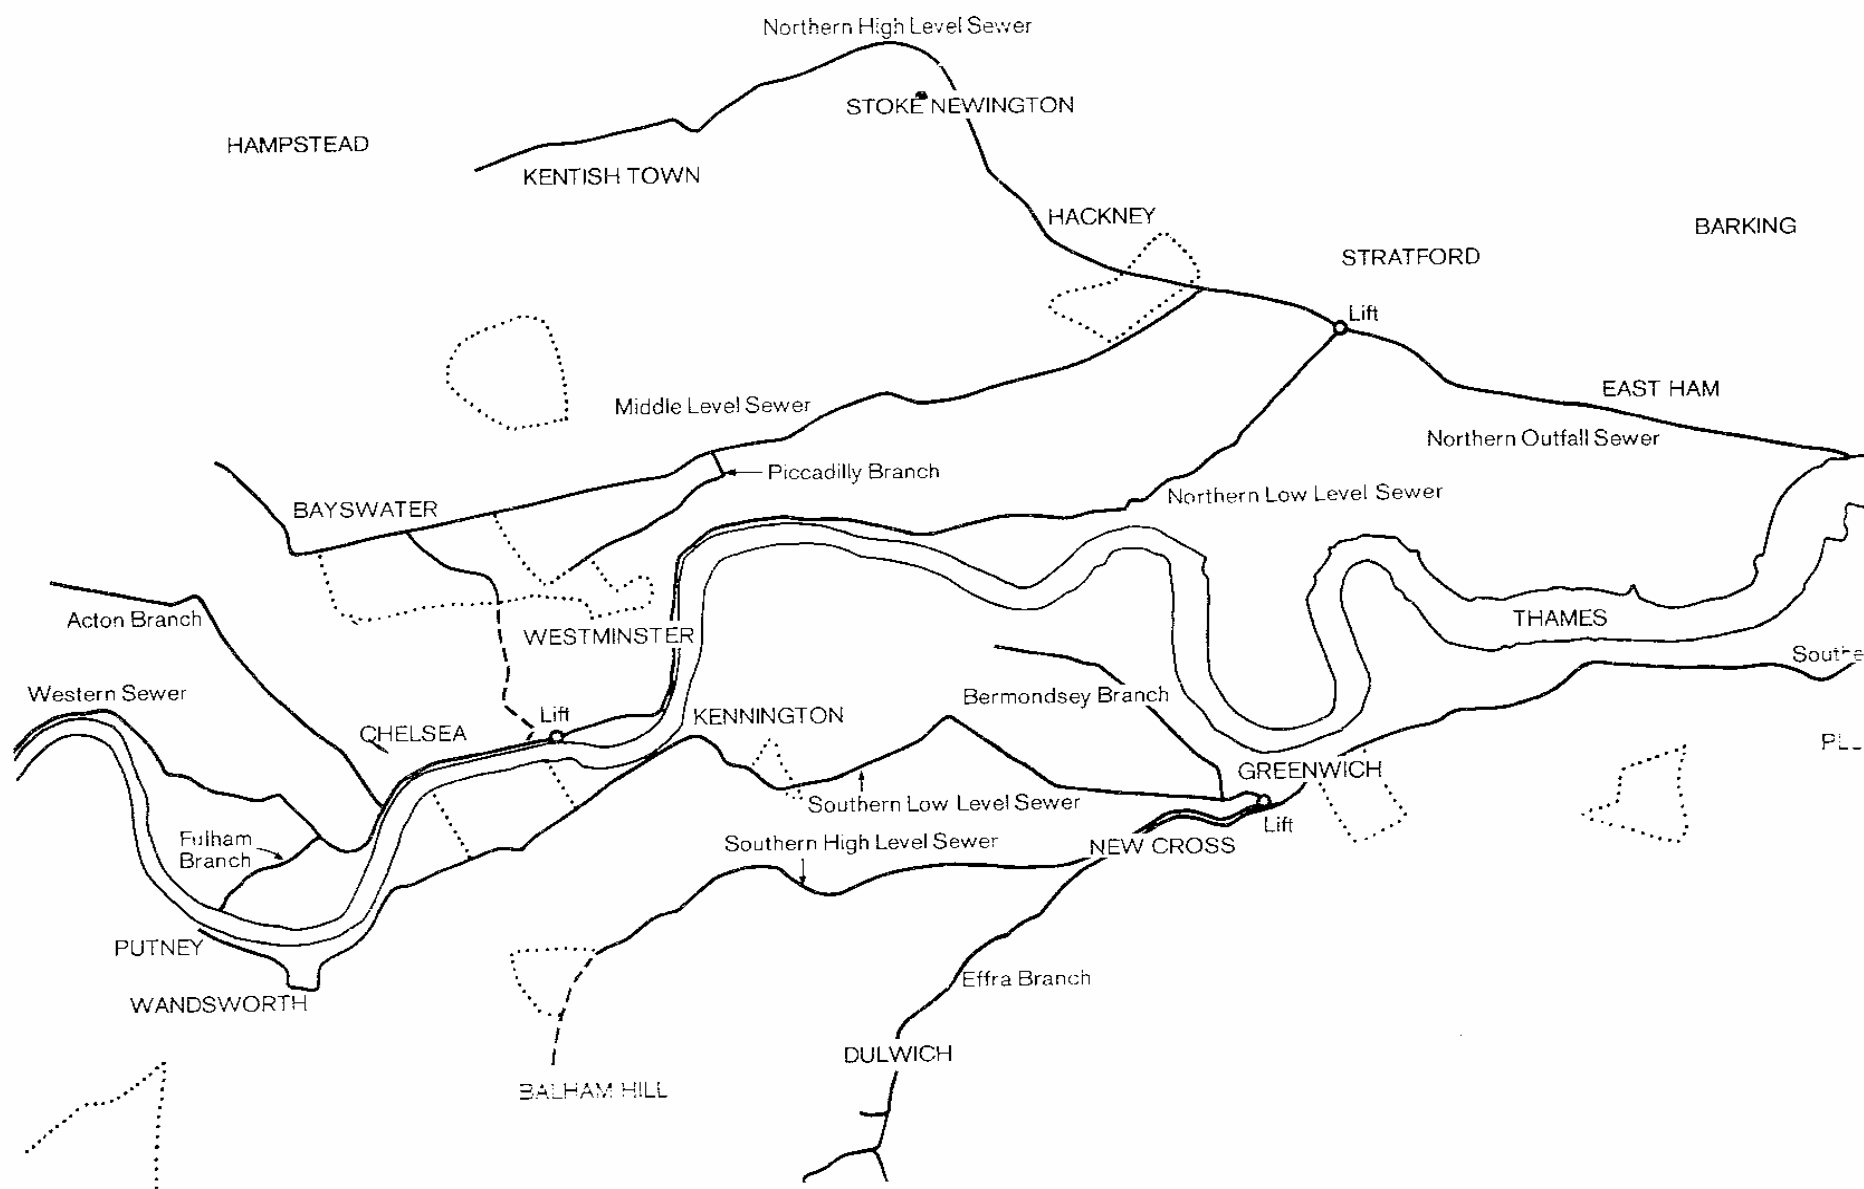 Northern High Level Sewer
STOKE NEWINGTON
HAMPSTEAD
KENTISH TOWN
HACKNEY
BARKING
STRATFORD
Lift
EAST HAM
Middle Level Sewer
Northern Outfall Sewer
Piccadilly Branch
Northern Low Level Sewer
BAYSWATER
Acton Branch
WESTMINSTER
THAMES
Southe
Western Sewer
Bermondsey Branch
Lift
KENNINGTON
CHELSEA
GREENWICH
Southern Low Level Sewer
Lift
Fulham
Branch
Southern High Level Sewer
NEW CROSS
PUTNEY
WANDSWORTH
Effra Branch
DULWICH
BALHAM HILL